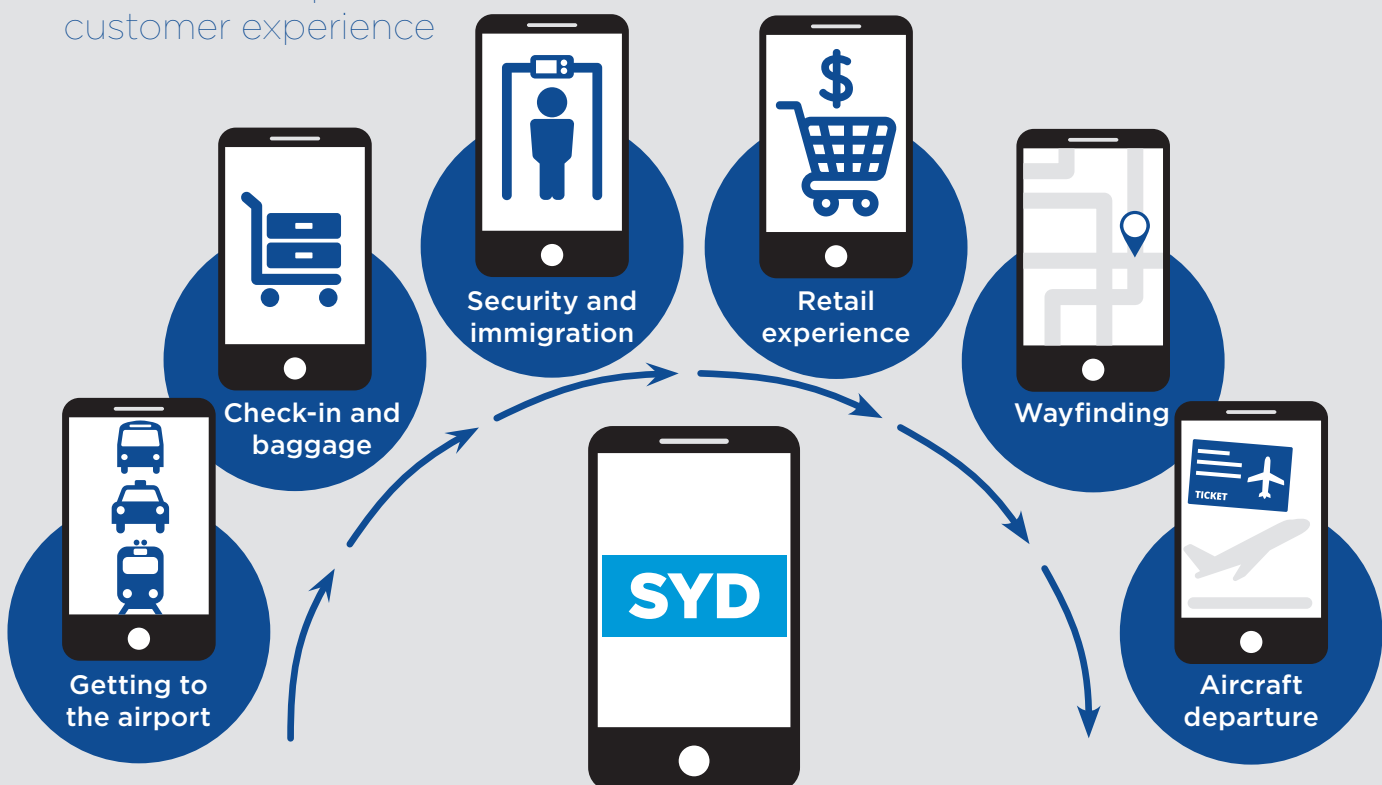 customer experience
Security and
immigration
Retail
experience
Check-in and
baggage
Wayfinding
TICKET
SYD
Getting to
the airport
Aircraft
departure